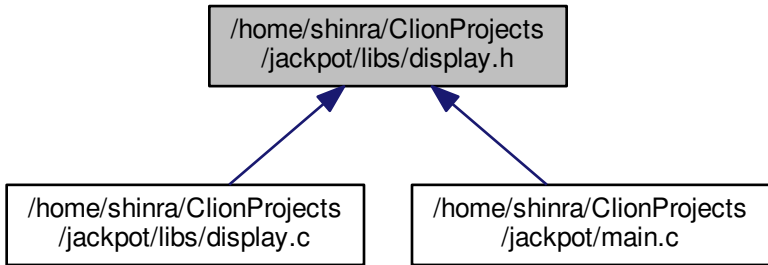 /home/shinra/ClionProjects
/jackpot/libs/display.h
/home/shinra/ClionProjects
/jackpot/libs/display.c
/home/shinra/ClionProjects
/jackpot/main.c